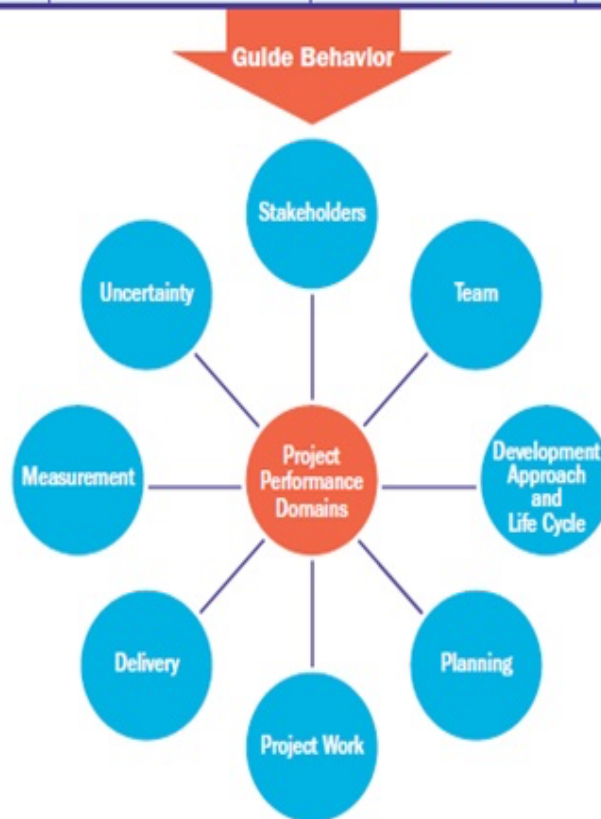 Guide Behavior
Stakeholders
Uncertainty
Team
Measurement
Project
Performance
Domains
Development
Approach
and
Life Cycle
Delivery
Planning
Project Work